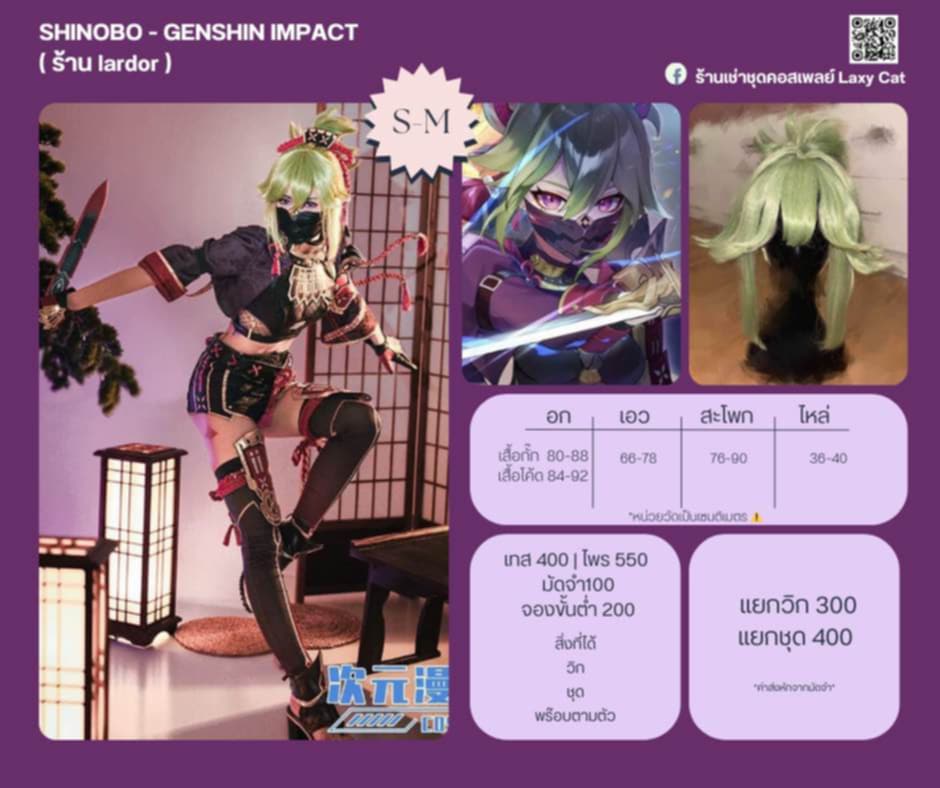 SHINOBO - GENSHIN IMPACT
( ร้าน lardor )
ร้านเช่าชุดคอสเพลย์ Laxy Cat
S-M
อก เอว สะโพก ไหล่
เสื้อกั๊ก 80-88 66-78 76-90 36-40
เสื้อโค้ด 84-92
*หน่วยวัดเป็นเซนติเมตร ⚠️
เทส 400 | ไพร 550
มัดจำ100
จองขั้นต่ำ 200
สิ่งที่ได้
วิก
ชุด
พร๊อบตามตัว
แยกวิก 300
แยกชุด 400
*ค่าส่งหักจากมัดจำ*
次元漫
COS